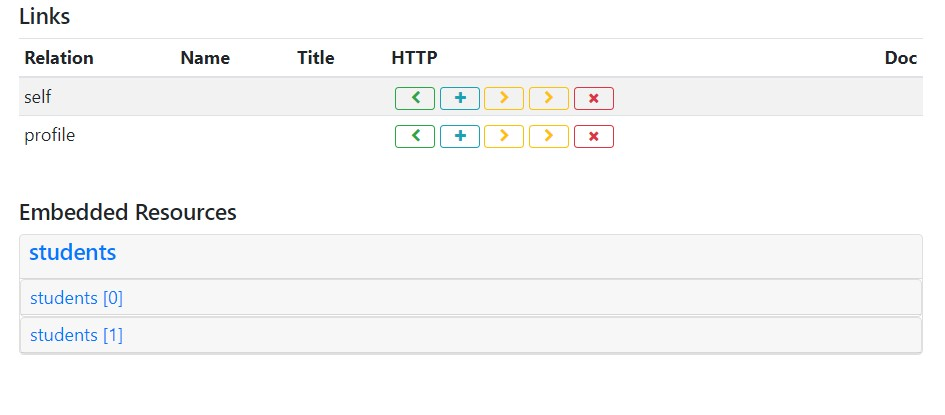 Links
Relation Name Title HTTP Doc
self
profile
Embedded Resources
students
students [0]
students [1]